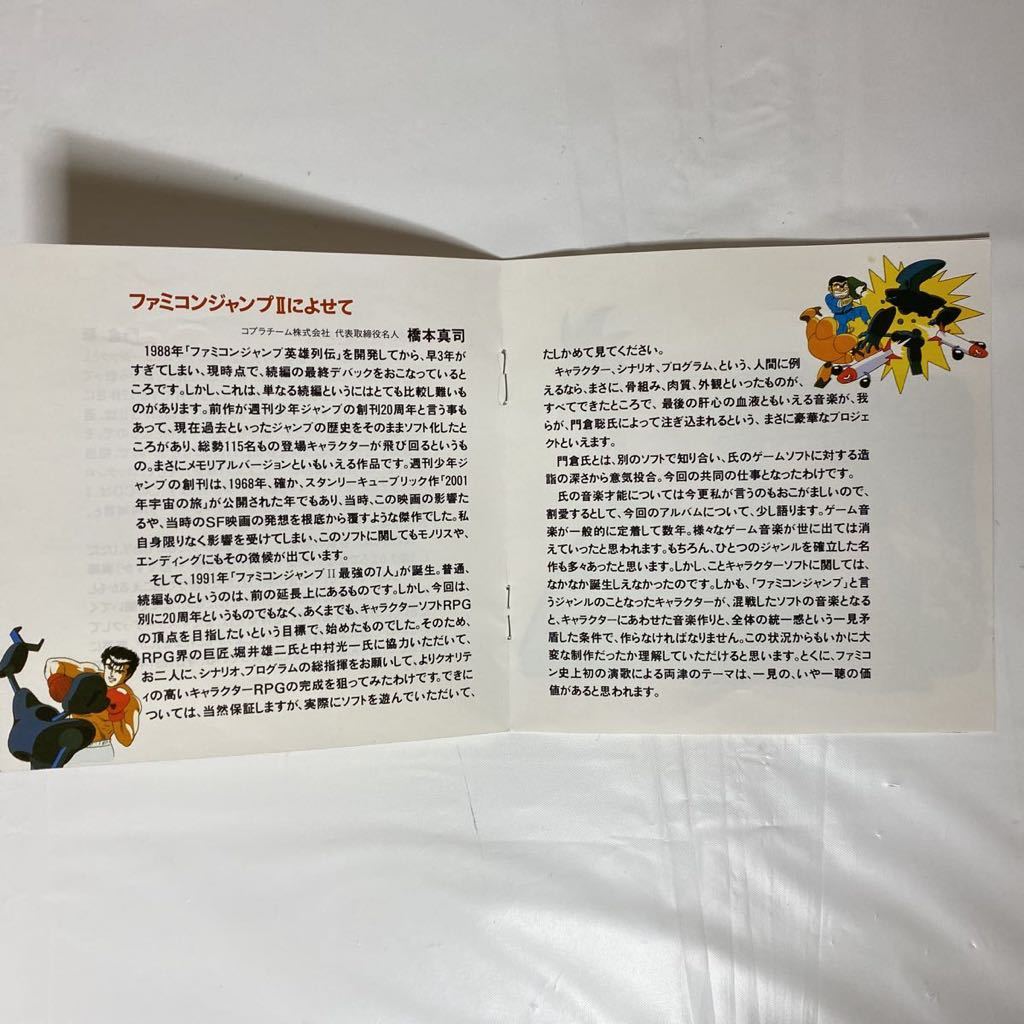 ファミコンジャンプⅡによせて
コブラチーム株式会社 代表取締役名人 橋本真司
1988年「ファミコンジャンプ英雄列伝」を開発してから、早3年が
すぎてしまい、現時点で、続編の最終デバックをおこなっていると
ころです。しかし、これは、単なる続編というにはとても比較し難いも
のがあります。前作が週刊少年ジャンプの創刊20周年と言う事も
あって、現在過去といったジャンプの歴史をそのままソフト化したと
ころがあり、総勢115名もの登場キャラクターが飛び回るというも
の。まさにメモリアルバージョンといもいえる作品です。週刊少年ジ
ャンプの創刊は、1968年、確か、スタンリーキューブリック作「2001
年宇宙の旅」が公開された年でもあり、当時、この映画の影響た
るや、当時のSF映画の発想を根底から覆すような傑作でした。私
自身限りなく影響を受けてしまい、このソフトに関してもモノリスや、
エンディングにもその徴候が出ています。
そして、1991年「ファミコンジャンプⅡ最強の7人」が誕生。普通、
続編ものというのは、前の延長上にあるものです。しかし、今回は、
別に20周年というものでもなく、あくまでも、キャラクターソフトRPG
の頂点を目指したいという目標で、始めたものでした。そのため、
RPG界の巨匠、堀井雄二氏と中村光一氏に協力いただいて、
お二人に、シナリオ、プログラムの総指揮をお願いして、よりクオリテ
ィの高いキャラクターRPGの完成を狙ってみたわけです。できに
ついては、当然保証しますが、実際にソフトを遊んでいただいて、
たしかめて見てください。
キャラクター、シナリオ、プログラム、という、人間に例
えるなら、まさに、骨組み、肉質、外観といったものが、
すべてできたところで、最後の肝心の血液ともいえる音楽が、我
らが、門倉聡氏によって注ぎ込まれるという、まさに豪華なプロジェ
クトといえます。
門倉氏とは、別のソフトで知り合い、氏のゲームソフトに対する造
詣の深さから意気投合。今回の共同の仕事となったわけです。
氏の音楽才能については今更私が言うのもおこがましいので、
割愛するとして、今回のアルバムについて、少し語ります。ゲーム音
楽が一般的に定着して数年。様々なゲーム音楽が世に出ては消
えていったと思われます。もちろん、ひとつのジャンルを確立した名
作も多々あったと思います。しかし、ことキャラクターソフトに関しては、
なかなか誕生しえなかったのです。しかも、「ファミコンジャンプ」と言
うジャンルのことなったキャラクターが、混戦したソフトの音楽となる
と、キャラクターにあわせた音楽作りと、全体の統一感という一見矛
盾した条件で、作らなければなりません。この状況からもいかに大
変な制作だったか理解していただけると思います。とくに、ファミコ
ン史上初の演歌による両津のテーマは、一見の、いや一聴の価
値があると思われます。